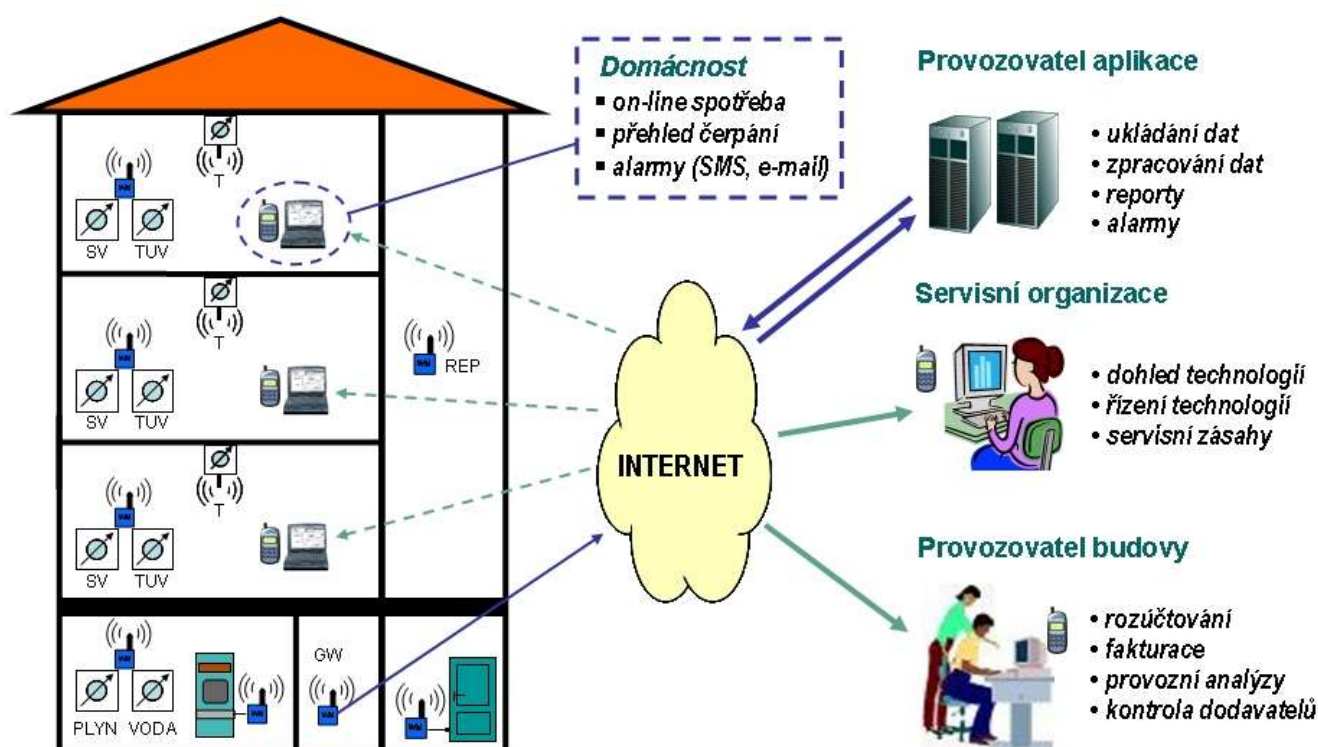 Domácnost
▪ on-line spotřeba
▪ přehled čerpání
▪ alarmy (SMS, e-mail)
Provozovatel aplikace
• ukládání dat
• zpracování dat
• reporty
• alarmy
Servisní organizace
• dohled technologií
• řízení technologií
• servisní zásahy
Provozovatel budovy
• rozúčtování
• fakturace
• provozní analýzy
• kontrola dodavatelů
INTERNET
T
SV TUV
T
SV TUV
REP
T
SV TUV
PLYN VODA
GW